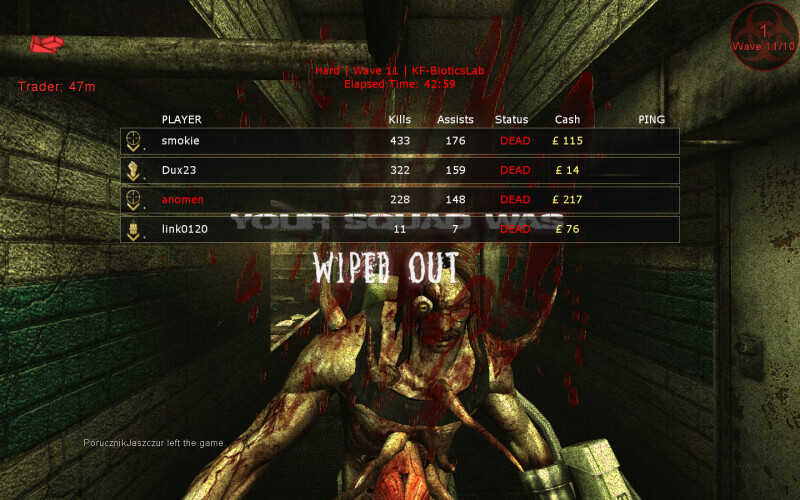 1
Wave 11/10
Trader: 47m
Hard | Wave 11 | KF-BioticsLab
Elapsed Time: 42:59
PLAYER Kills Assists Status Cash PING
smokie 433 176 DEAD £ 115
Dux23 322 159 DEAD £ 14
anomen 228 148 DEAD £ 217
link0120 11 7 DEAD £ 76
YOUR SQUAD WAS
WIPED OUT
PorucznikJaszczur left the game